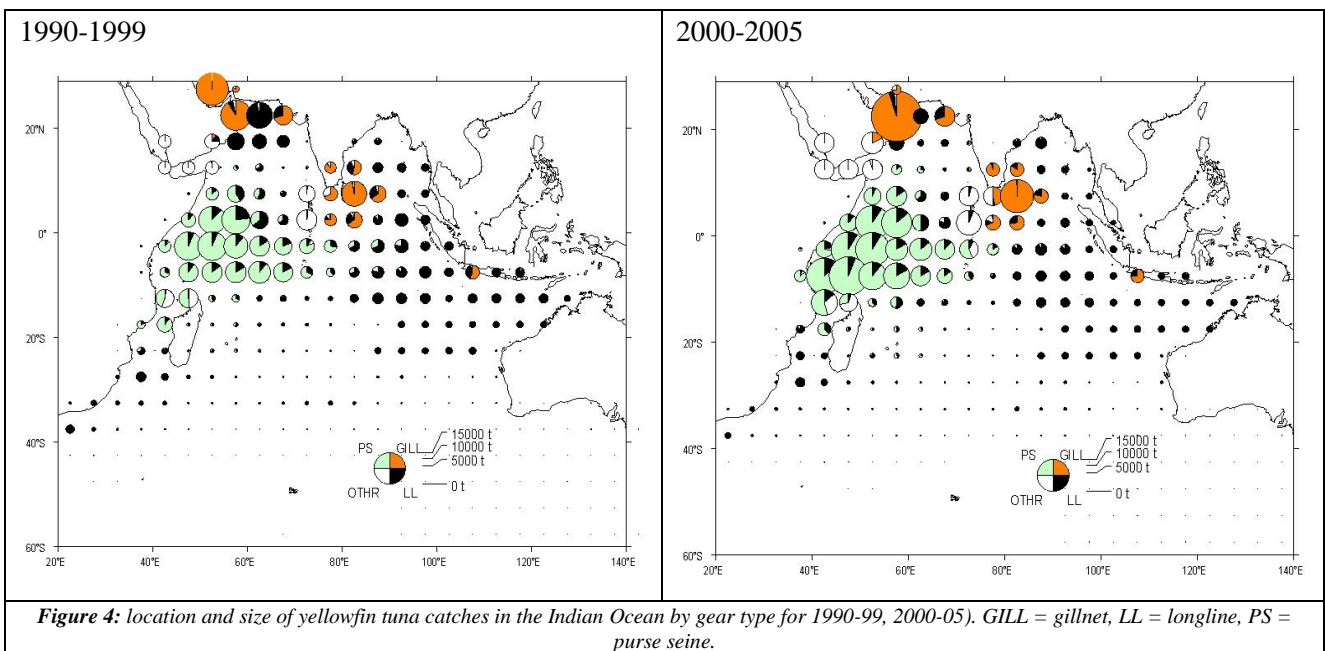 1990-1999
20°N
0°
20°S
40°S
60°S
20°E 40°E 60°E 80°E 100°E 120°E 140°E
PS GILL
OTHR LL
15000 t
10000 t
5000 t
0 t
2000-2005
20°N
0°
20°S
40°S
60°S
20°E 40°E 60°E 80°E 100°E 120°E 140°E
PS GILL
OTHR LL
15000 t
10000 t
5000 t
0 t
Figure 4: location and size of yellowfin tuna catches in the Indian Ocean by gear type for 1990-99, 2000-05). GILL = gillnet, LL = longline, PS =
purse seine.